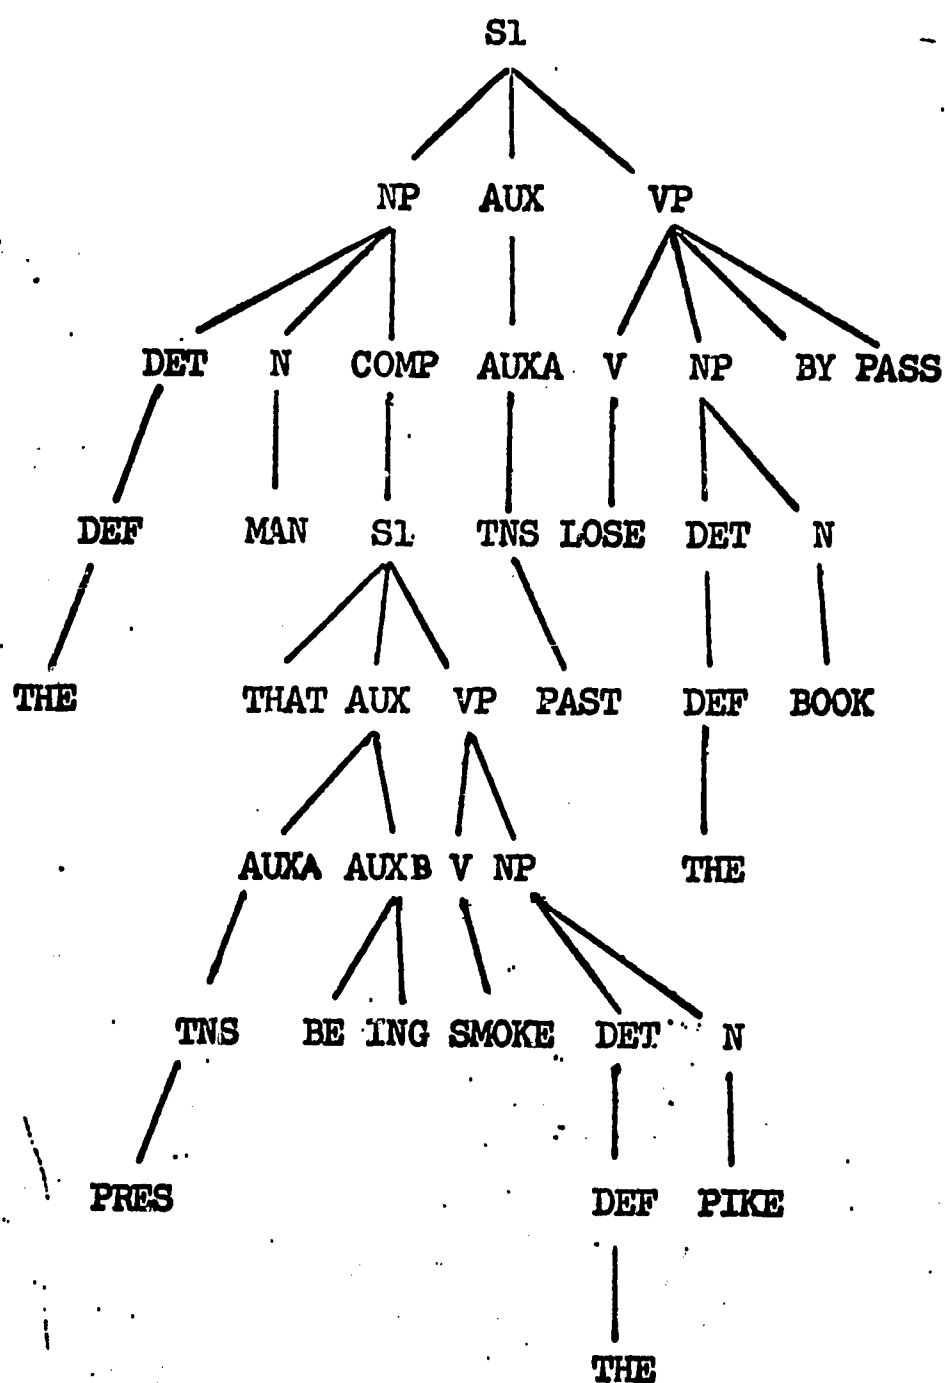 S1
NP AUX VP
DET N COMP AUXA V NP BY PASS
DEF MAN S1 TNS LOSE DET N
THE THAT AUX VP PAST DEF BOOK
AUXA AUXB V NP THE
TNS BE ING SMOKE DET N
PRES DEF PIKE
THE